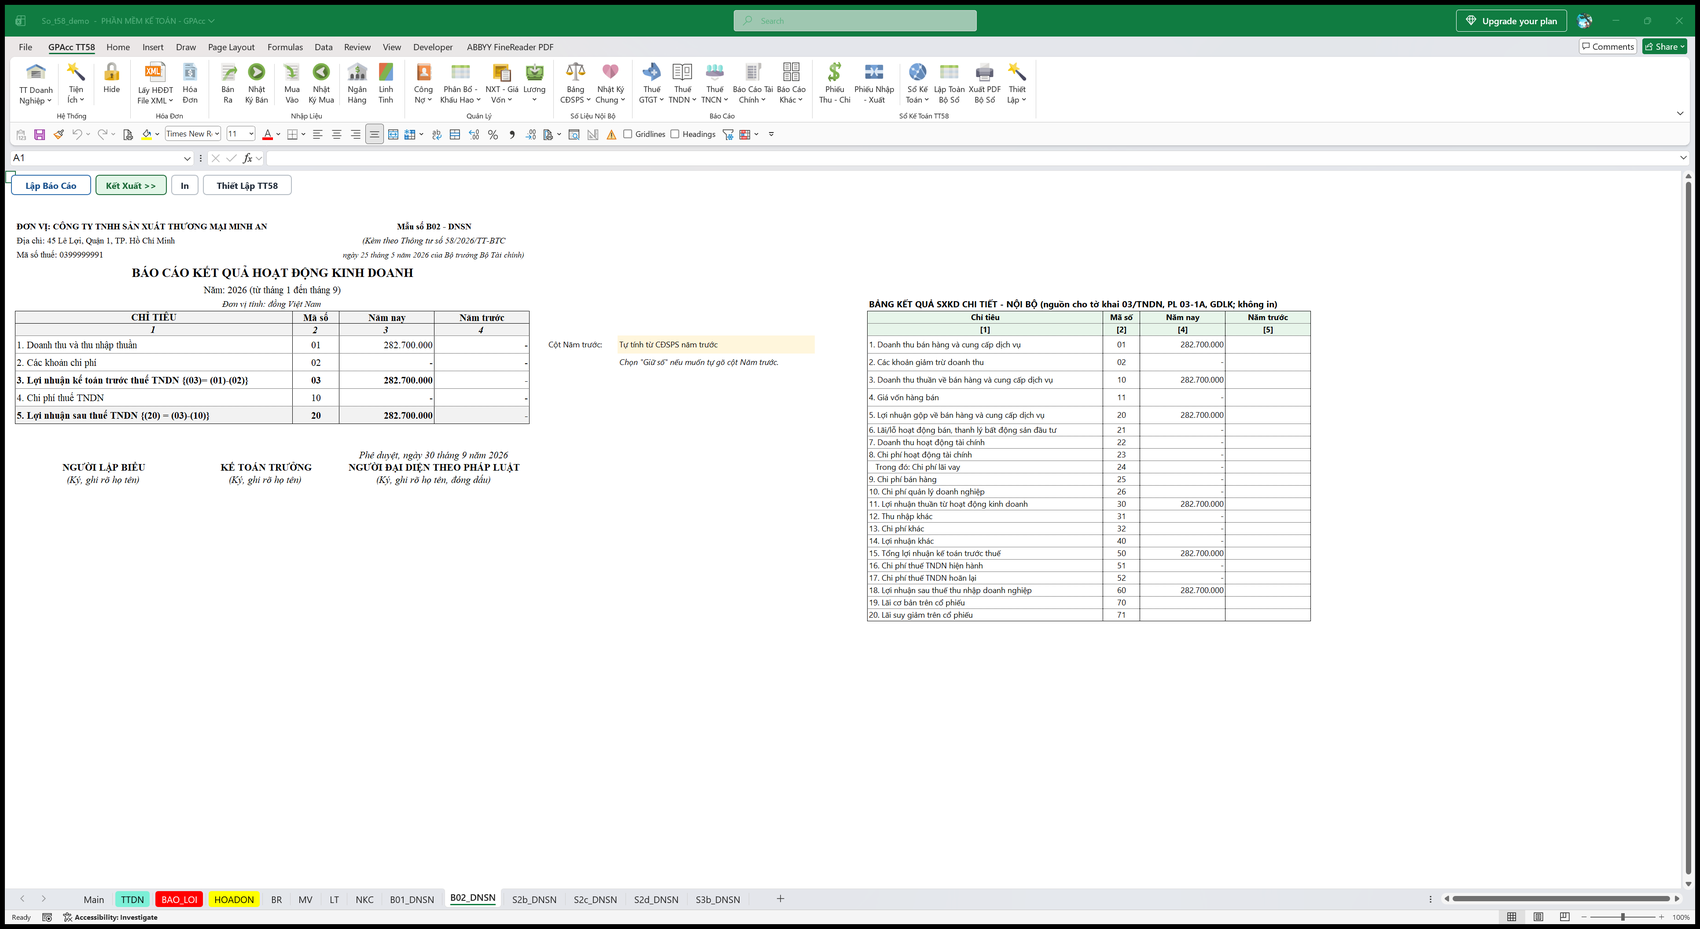 So_t58_demo - PHẦN MỀM KẾ TOÁN - GPAcc
Search
Upgrade your plan
File GPAcc TT58 Home Insert Draw Page Layout Formulas Data Review View Developer ABBYY FineReader PDF
Comments Share
TT Doanh Nghiệp
Tiện Ích
Hide
Lấy HĐĐT File XML
Hóa Đơn
Bán Ra
Nhật Ký Bán
Mua Vào
Nhật Ký Mua
Ngân Hàng
Linh Tinh
Công Nợ
Phân Bổ - Khấu Hao
NXT - Giá Vốn
Lương
Bảng CĐSPS
Nhật Ký Chung
Thuế GTGT
Thuế TNDN
Thuế TNCN
Báo Cáo Tài Chính
Báo Cáo Khác
Phiếu Thu - Chi
Phiếu Nhập - Xuất
Sổ Kế Toán
Lập Toàn Bộ Sổ
Xuất PDF Bộ Sổ
Thiết Lập
Hệ Thống Hóa Đơn Nhập Liệu Quản Lý Số Liệu Nội Bộ Báo Cáo Sổ Kế Toán TT58
Times New R 11 Gridlines Headings
A1 fx
Lập Báo Cáo Kết Xuất >> In Thiết Lập TT58
ĐƠN VỊ: CÔNG TY TNHH SẢN XUẤT THƯƠNG MẠI MINH AN
Địa chỉ: 45 Lê Lợi, Quận 1, TP. Hồ Chí Minh
Mã số thuế: 0399999991
Mẫu số B02 - DNSN
(Kèm theo Thông tư số 58/2026/TT-BTC
ngày 25 tháng 5 năm 2026 của Bộ trưởng Bộ Tài chính)
BÁO CÁO KẾT QUẢ HOẠT ĐỘNG KINH DOANH
Năm: 2026 (từ tháng 1 đến tháng 9)
Đơn vị tính: đồng Việt Nam
CHỈ TIÊU Mã số Năm nay Năm trước
1 2 3 4
1. Doanh thu và thu nhập thuần 01 282.700.000 -
2. Các khoản chi phí 02 - -
3. Lợi nhuận kế toán trước thuế TNDN {(03)= (01)-(02)} 03 282.700.000 -
4. Chi phí thuế TNDN 10 - -
5. Lợi nhuận sau thuế TNDN {(20) = (03)-(10)} 20 282.700.000 -
Phê duyệt, ngày 30 tháng 9 năm 2026
NGƯỜI LẬP BIỂU KẾ TOÁN TRƯỞNG NGƯỜI ĐẠI DIỆN THEO PHÁP LUẬT
(Ký, ghi rõ họ tên) (Ký, ghi rõ họ tên) (Ký, ghi rõ họ tên, đóng dấu)
Cột Năm trước: Tự tính từ CĐSPS năm trước
Chọn "Giữ số" nếu muốn tự gõ cột Năm trước.
BẢNG KẾT QUẢ SXKD CHI TIẾT - NỘI BỘ (nguồn cho tờ khai 03/TNDN, PL 03-1A, GDLK; không in)
Chỉ tiêu Mã số Năm nay Năm trước
[1] [2] [4] [5]
1. Doanh thu bán hàng và cung cấp dịch vụ 01 282.700.000
2. Các khoản giảm trừ doanh thu 02 -
3. Doanh thu thuần về bán hàng và cung cấp dịch vụ 10 282.700.000
4. Giá vốn hàng bán 11 -
5. Lợi nhuận gộp về bán hàng và cung cấp dịch vụ 20 282.700.000
6. Lãi/lỗ hoạt động bán, thanh lý bất động sản đầu tư 21 -
7. Doanh thu hoạt động tài chính 22 -
8. Chi phí hoạt động tài chính 23 -
Trong đó: Chi phí lãi vay 24 -
9. Chi phí bán hàng 25 -
10. Chi phí quản lý doanh nghiệp 26 -
11. Lợi nhuận thuần từ hoạt động kinh doanh 30 282.700.000
12. Thu nhập khác 31 -
13. Chi phí khác 32 -
14. Lợi nhuận khác 40 -
15. Tổng lợi nhuận kế toán trước thuế 50 282.700.000
16. Chi phí thuế TNDN hiện hành 51 -
17. Chi phí thuế TNDN hoãn lại 52 -
18. Lợi nhuận sau thuế thu nhập doanh nghiệp 60 282.700.000
19. Lãi cơ bản trên cổ phiếu 70
20. Lãi suy giảm trên cổ phiếu 71
Main TTDN BAO_LOI HOADON BR MV LT NKC B01_DNSN B02_DNSN S2b_DNSN S2c_DNSN S2d_DNSN S3b_DNSN
Ready Accessibility: Investigate 100%